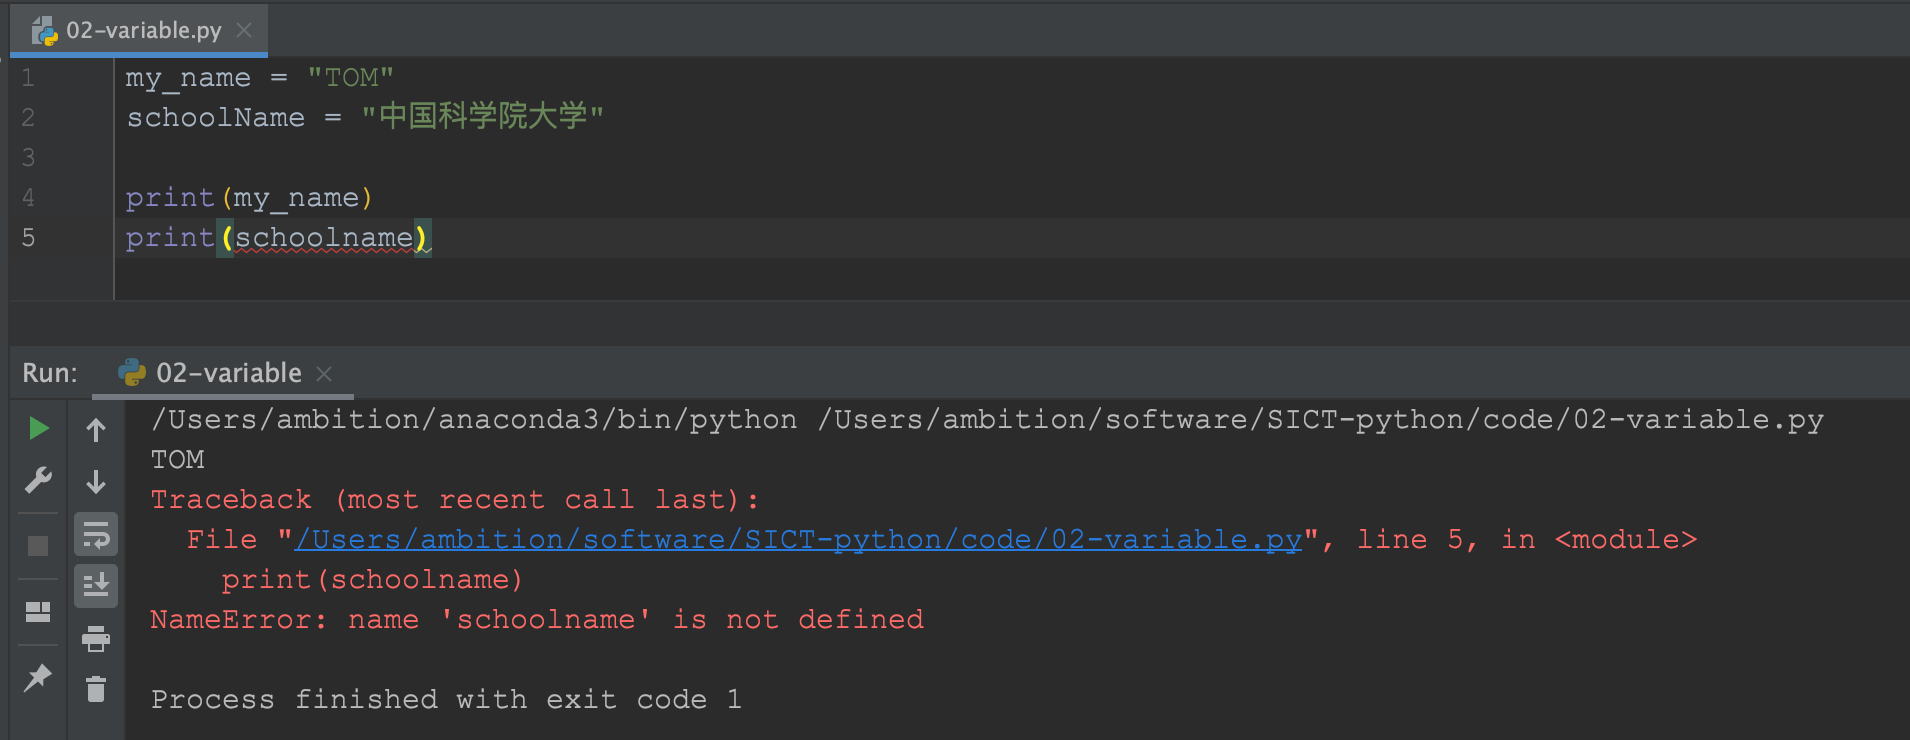 02-variable.py
1 my_name = "TOM"
2 schoolName = "中国科学院大学"
3
4 print(my_name)
5 print(schoolname)
Run: 02-variable
/Users/ambition/anaconda3/bin/python /Users/ambition/software/SICT-python/code/02-variable.py
TOM
Traceback (most recent call last):
  File "/Users/ambition/software/SICT-python/code/02-variable.py", line 5, in <module>
    print(schoolname)
NameError: name 'schoolname' is not defined
Process finished with exit code 1